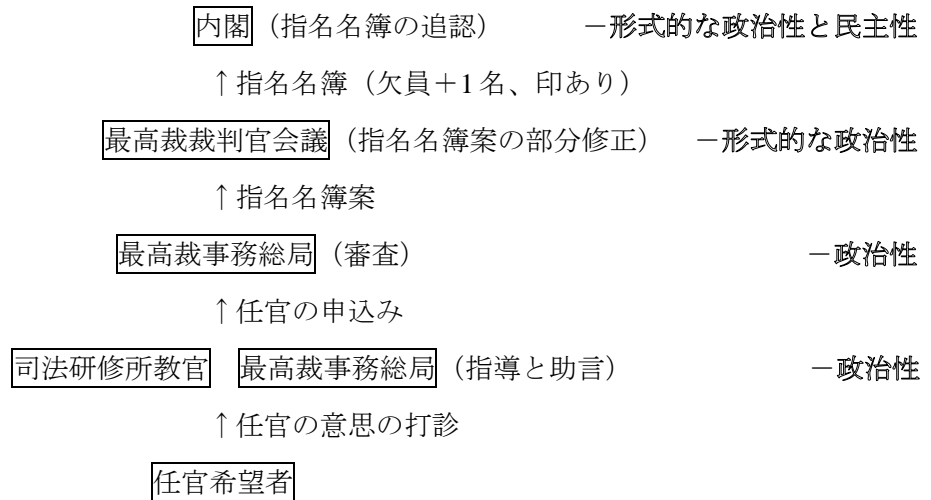 内閣（指名名簿の追認） －形式的な政治性と民主性
↑指名名簿（欠員＋1名、印あり）
最高裁裁判官会議（指名名簿案の部分修正） －形式的な政治性
↑指名名簿案
最高裁事務総局（審査） －政治性
↑任官の申込み
司法研修所教官 最高裁事務総局（指導と助言） －政治性
↑任官の意思の打診
任官希望者